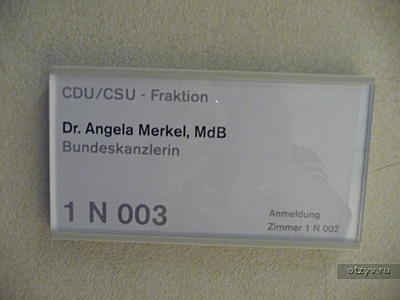 CDU/CSU - Fraktion
Dr. Angela Merkel, MdB
Bundeskanzlerin
1 N 003
Anmeldung
Zimmer 1 N 002
otzyv.ru